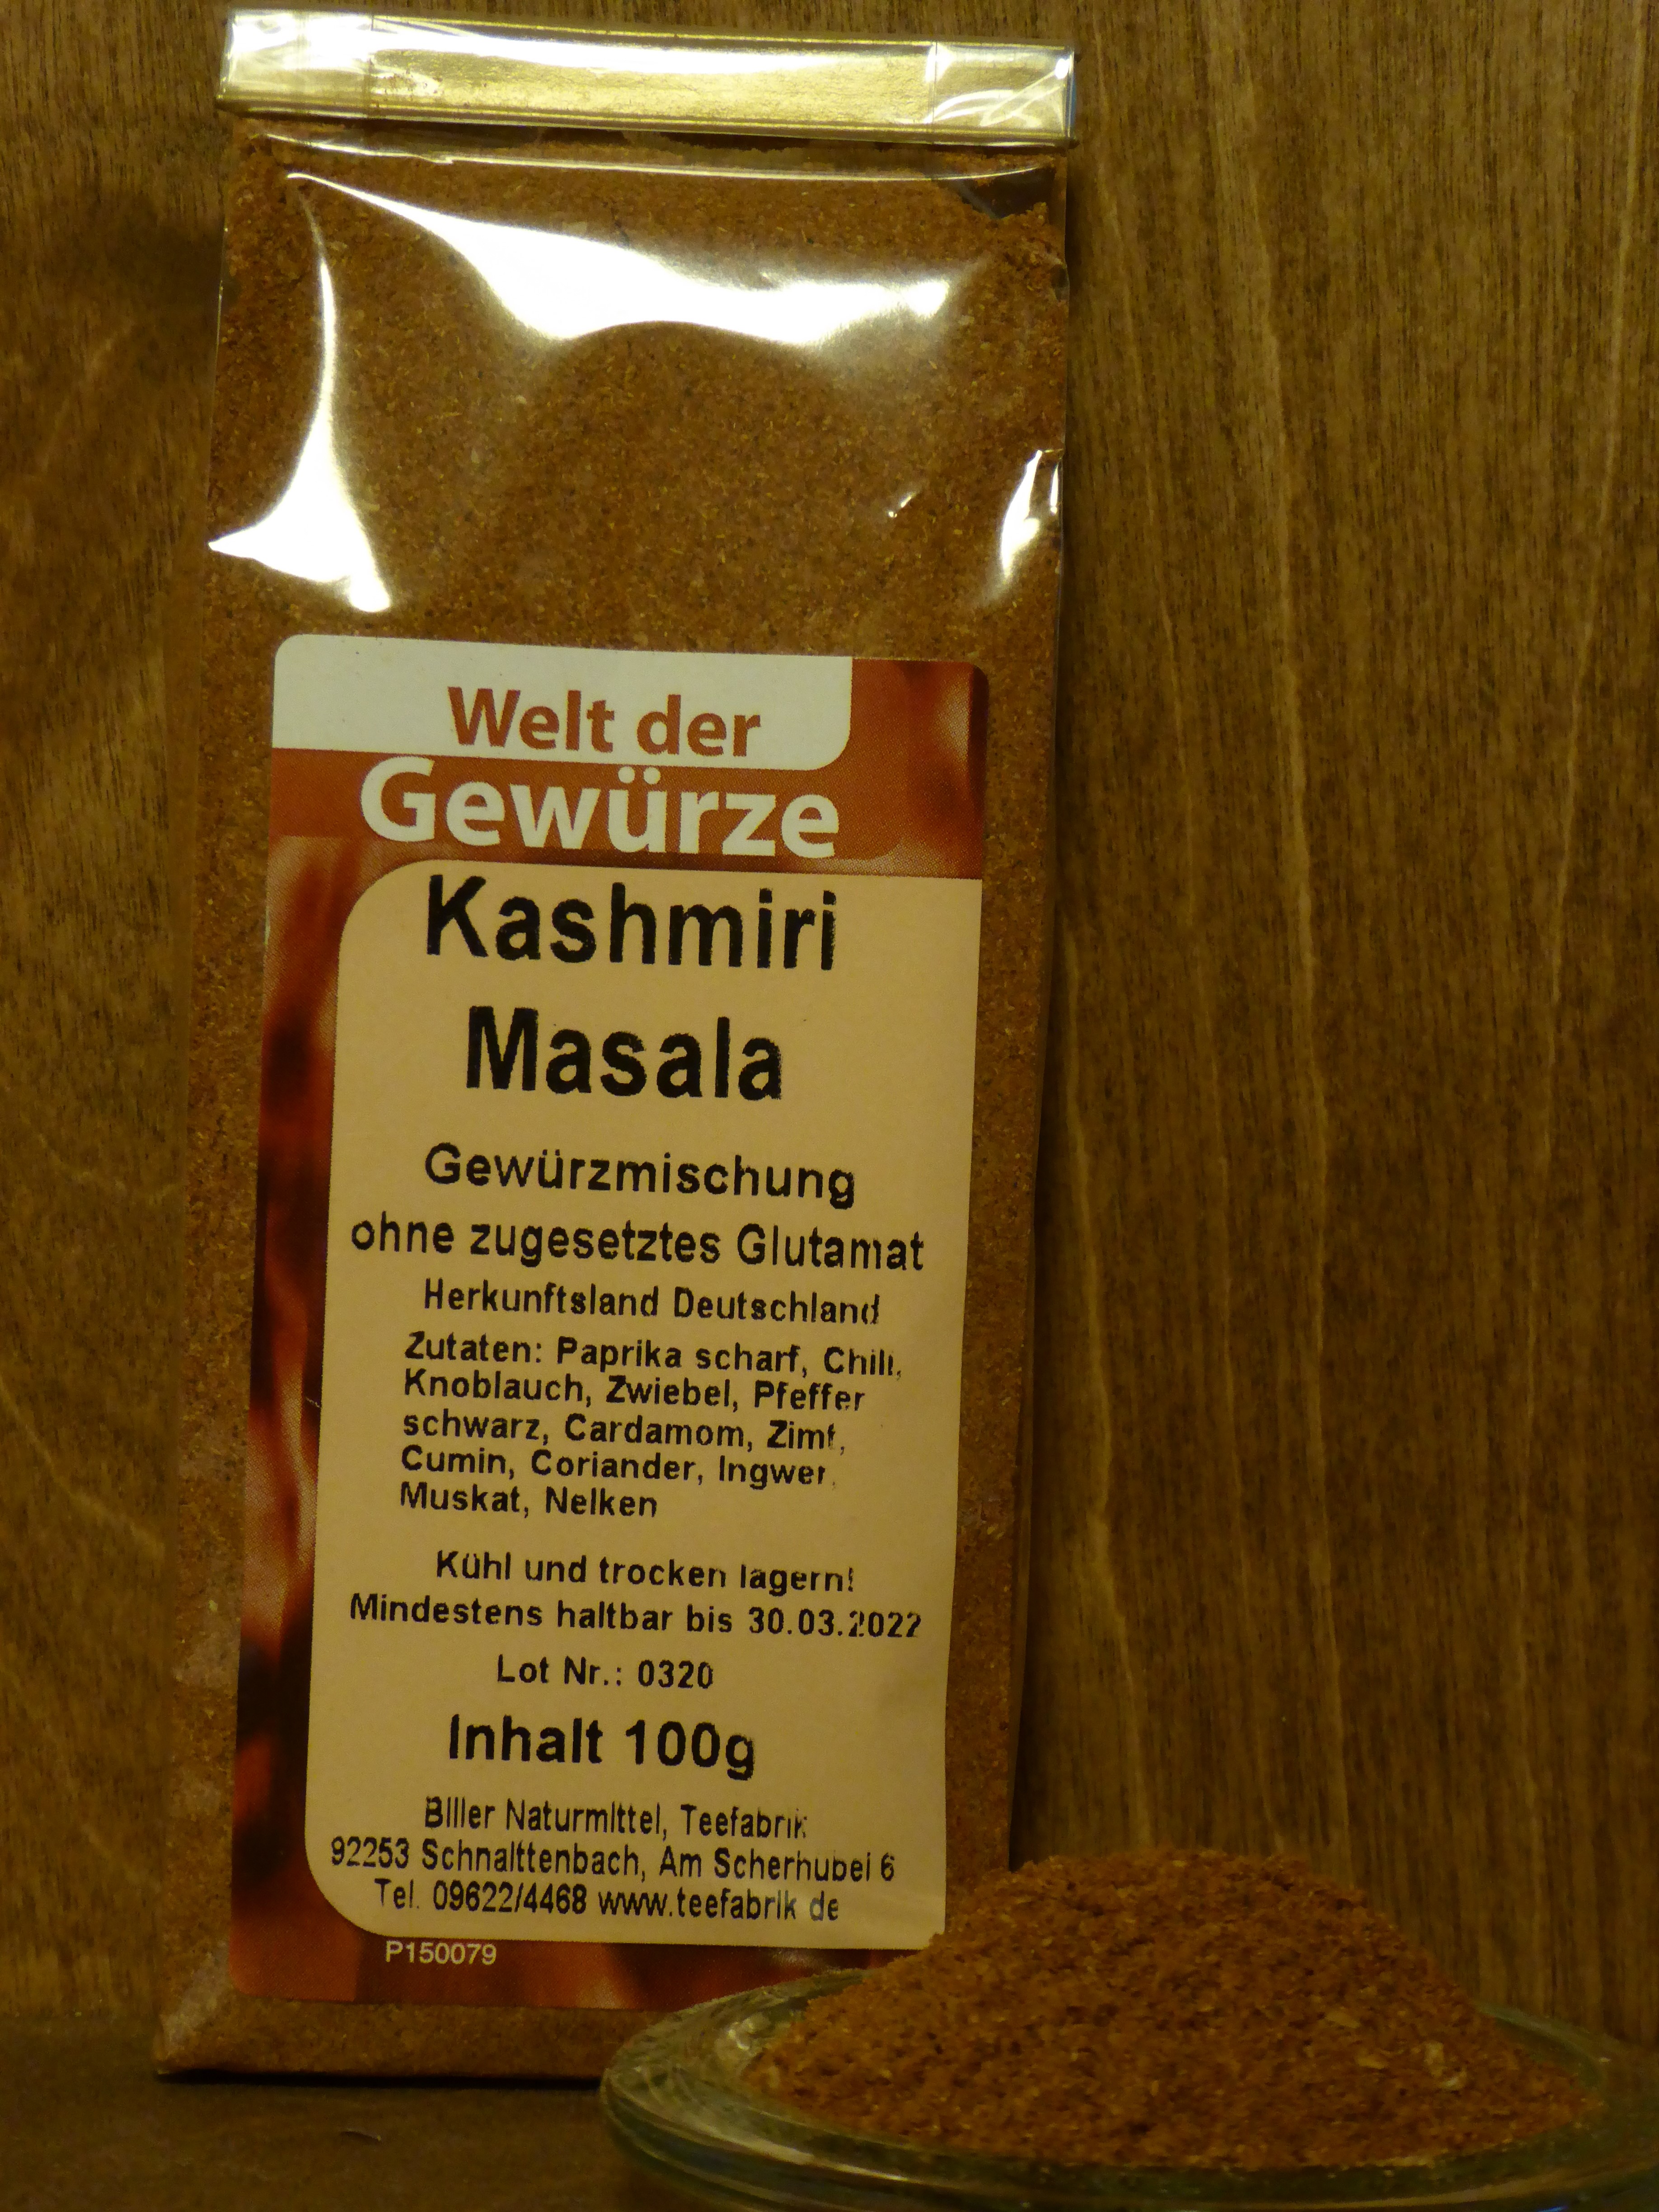 Welt der
Gewürze
Kashmiri
Masala
Gewürzmischung
ohne zugesetztes Glutamat
Herkunftsland Deutschland
Zutaten: Paprika scharf, Chili,
Knoblauch, Zwiebel, Pfeffer
schwarz, Cardamom, Zimt,
Cumin, Coriander, Ingwer,
Muskat, Nelken
Kühl und trocken lagern!
Mindestens haltbar bis 30.03.2022
Lot Nr.: 0320
Inhalt 100g
Biller Naturmittel, Teefabrik
92253 Schnaittenbach, Am Scherhubel 6
Tel. 09622/4468 www.teefabrik.de
P150079